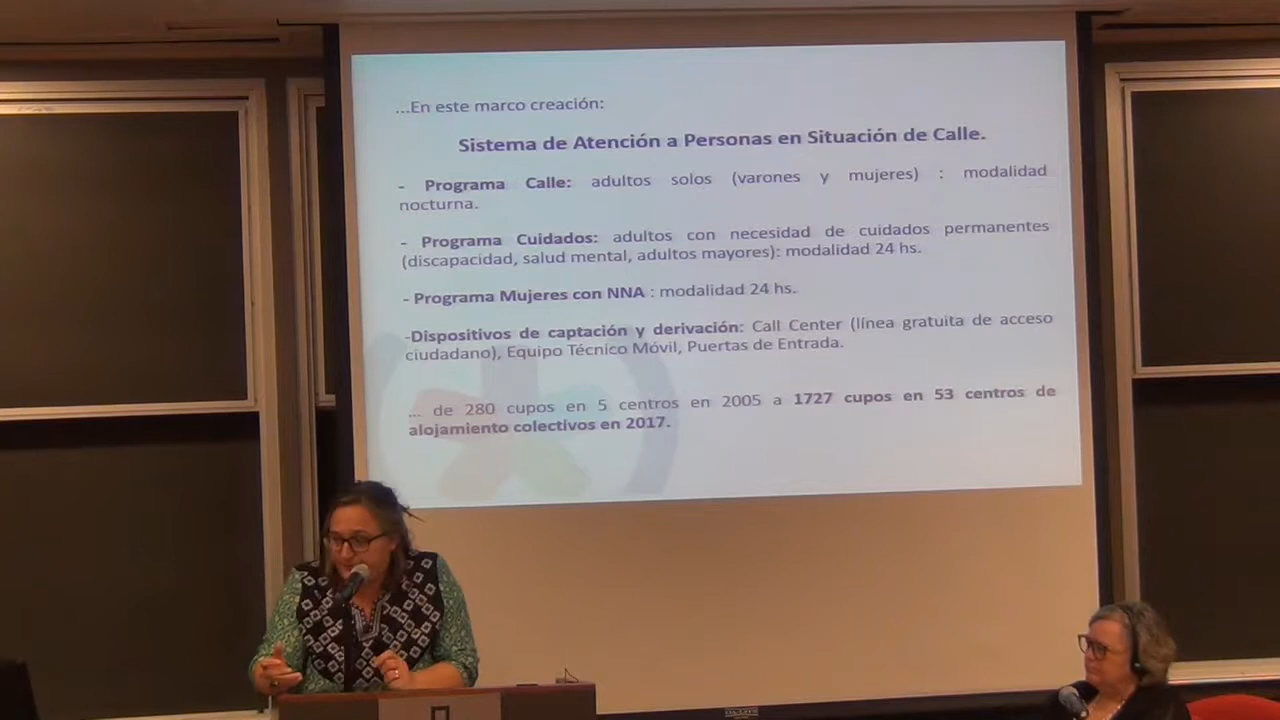 ...En este marco creación:
Sistema de Atención a Personas en Situación de Calle.
- Programa Calle: adultos solos (varones y mujeres) : modalidad
nocturna.
- Programa Cuidados: adultos con necesidad de cuidados permanentes
(discapacidad, salud mental, adultos mayores): modalidad 24 hs.
- Programa Mujeres con NNA : modalidad 24 hs.
-Dispositivos de captación y derivación: Call Center (línea gratuita de acceso
ciudadano), Equipo Técnico Móvil, Puertas de Entrada.
... de 280 cupos en 5 centros en 2005 a 1727 cupos en 53 centros de
alojamiento colectivos en 2017.